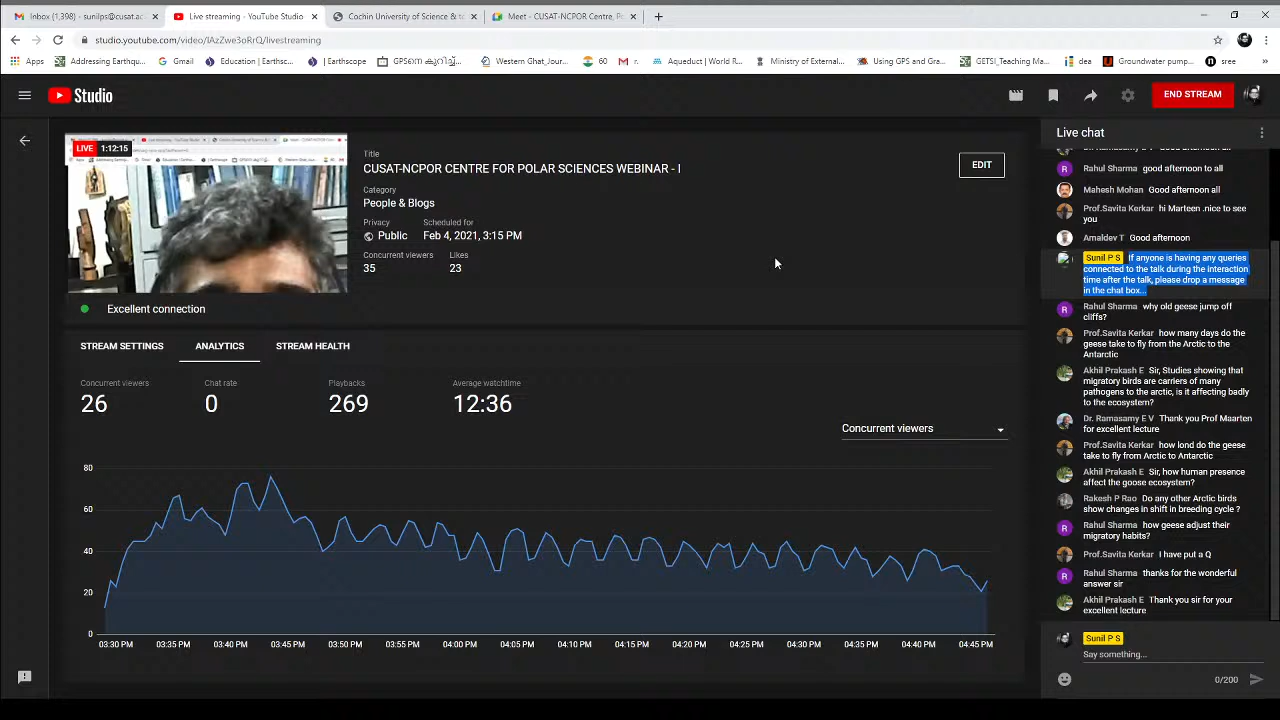 Inbox (1,398) - sunilps@cusat.ac
Live streaming - YouTube Studio
Cochin University of Science & te
Meet - CUSAT-NCPOR Centre, Po
studio.youtube.com/video/lAzZwe3oRrQ/livestreaming
Apps
Addressing Earthqu...
Gmail
Education | Earthsc...
Earthscope
Western Ghat_Jour...
60
r.
Aqueduct | World R...
Ministry of External...
Using GPS and Gra...
GETSI_Teaching Ma...
idea
Groundwater pump...
sree
Studio
END STREAM
LIVE 1:12:15
Title
CUSAT-NCPOR CENTRE FOR POLAR SCIENCES WEBINAR - I
EDIT
Category
People & Blogs
Privacy Scheduled for
Public Feb 4, 2021, 3:15 PM
Concurrent viewers Likes
35 23
Excellent connection
STREAM SETTINGS ANALYTICS STREAM HEALTH
Concurrent viewers Chat rate Playbacks Average watchtime
26 0 269 12:36
Concurrent viewers
80
60
40
20
0
03:30 PM 03:35 PM 03:40 PM 03:45 PM 03:50 PM 03:55 PM 04:00 PM 04:05 PM 04:10 PM 04:15 PM 04:20 PM 04:25 PM 04:30 PM 04:35 PM 04:40 PM 04:45 PM
Live chat
Rahul Sharma good afternoon to all
Mahesh Mohan Good afternoon all
Prof.Savita Kerkar hi Marteen .nice to see
you
Amaldev T Good afternoon
Sunil P S If anyone is having any queries
connected to the talk during the interaction
time after the talk, please drop a message
in the chat box...
Rahul Sharma why old geese jump off
cliffs?
Prof.Savita Kerkar how many days do the
geese take to fly from the Arctic to the
Antarctic
Akhil Prakash E Sir, Studies showing that
migratory birds are carriers of many
pathogens to the arctic, is it affecting badly
to the ecosystem?
Dr. Ramasamy E V Thank you Prof Maarten
for excellent lecture
Prof.Savita Kerkar how lond do the geese
take to fly from Arctic to Antarctic
Akhil Prakash E Sir, how human presence
affect the goose ecosystem?
Rakesh P Rao Do any other Arctic birds
show changes in shift in breeding cycle ?
Rahul Sharma how geese adjust their
migratory habits?
Prof.Savita Kerkar I have put a Q
Rahul Sharma thanks for the wonderful
answer sir
Akhil Prakash E Thank you sir for your
excellent lecture
Sunil P S
Say something...
0/200